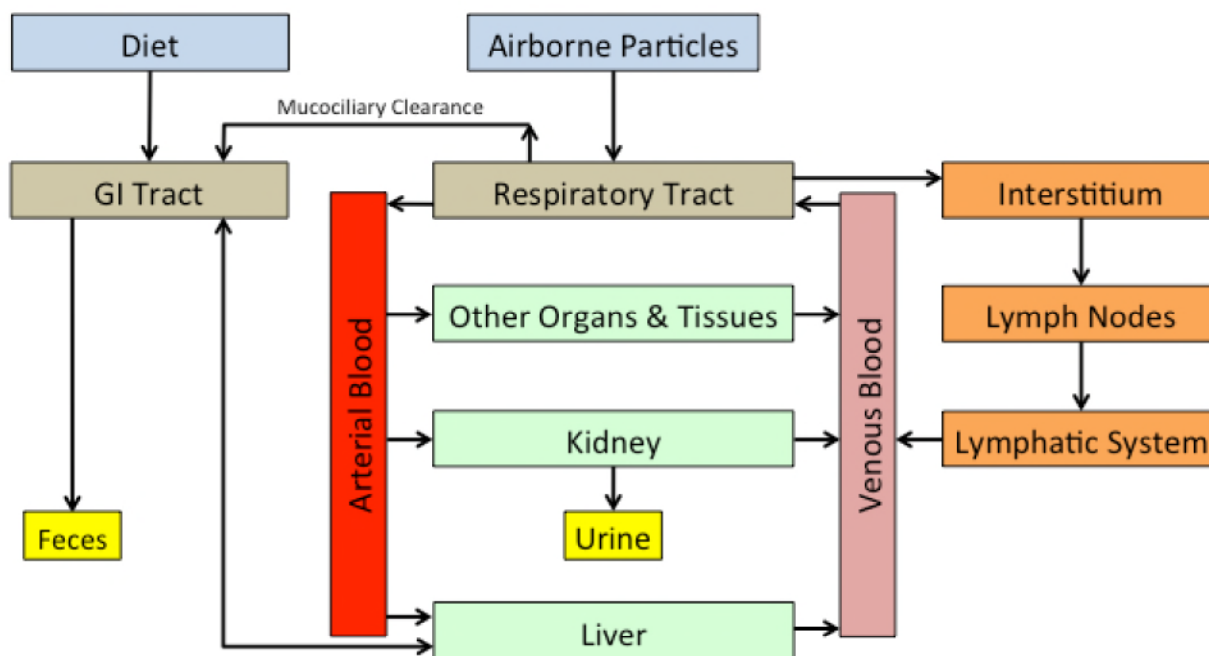 Diet
Airborne Particles
Mucociliary Clearance
GI Tract
Respiratory Tract
Interstitium
Arterial Blood
Other Organs & Tissues
Venous Blood
Lymph Nodes
Kidney
Lymphatic System
Feces
Urine
Liver